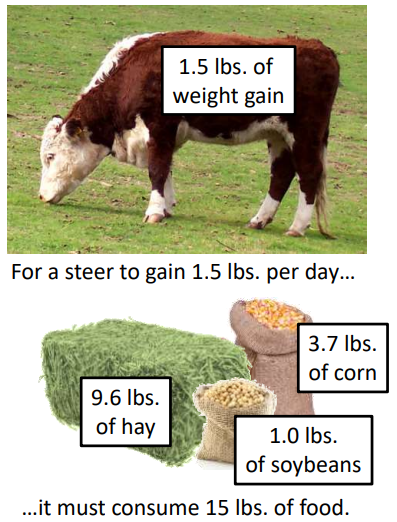 1.5 lbs. of
weight gain
For a steer to gain 1.5 lbs. per day…
3.7 lbs.
of corn
9.6 lbs.
of hay
1.0 lbs.
of soybeans
…it must consume 15 lbs. of food.